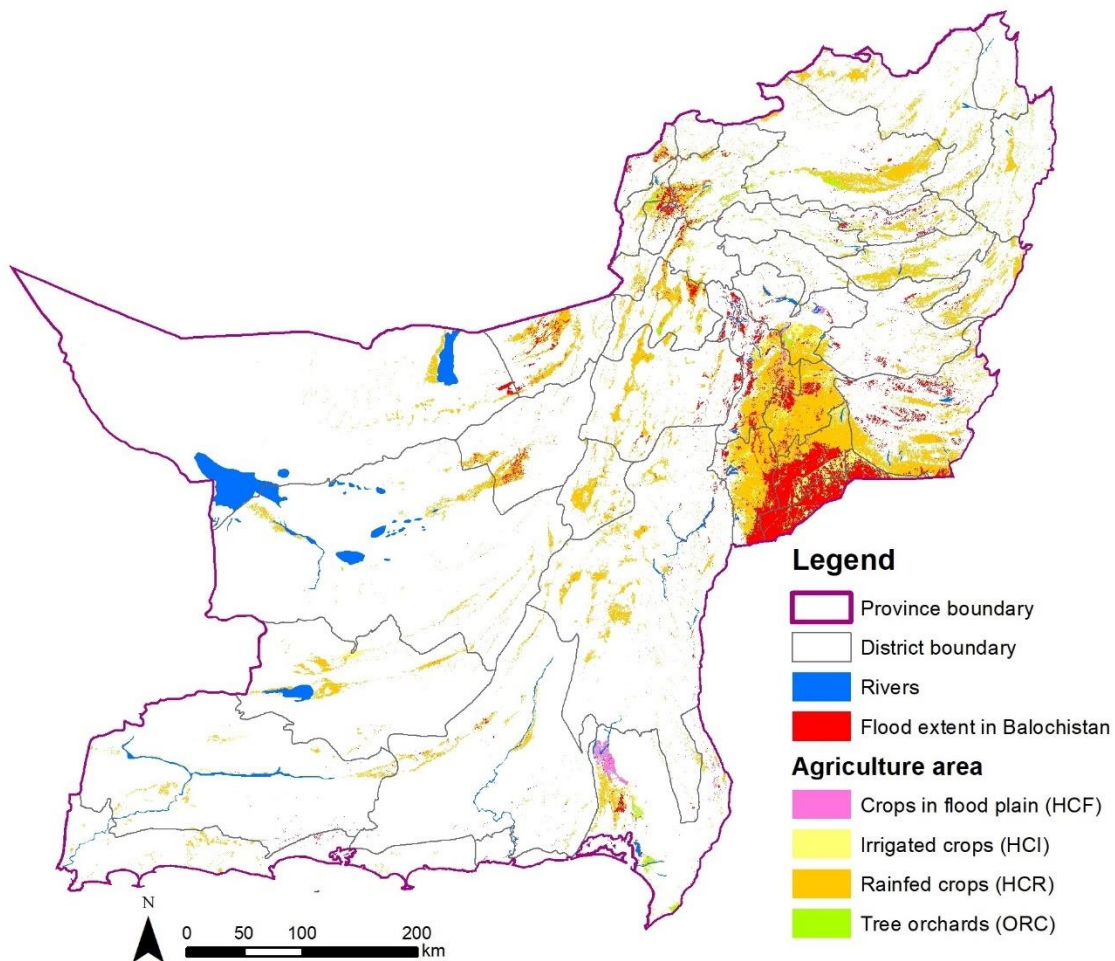 Legend
Province boundary
District boundary
Rivers
Flood extent in Balochistan
Agriculture area
Crops in flood plain (HCF)
Irrigated crops (HCI)
Rainfed crops (HCR)
Tree orchards (ORC)
N
0 50 100 200
km